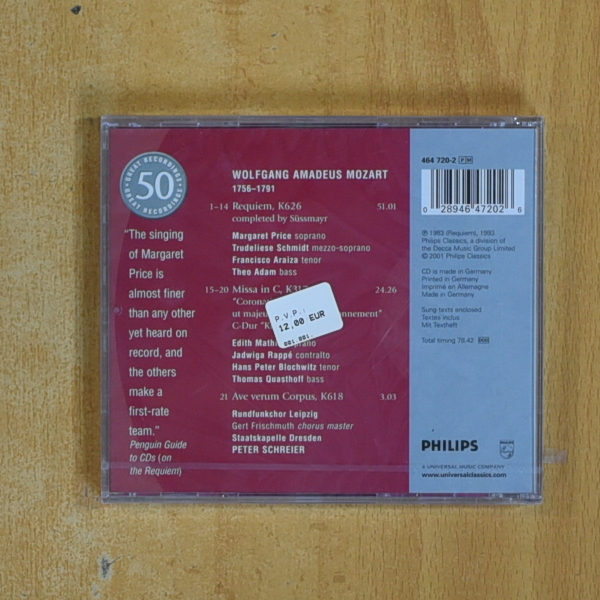 GREAT RECORDINGS
50
WOLFGANG AMADEUS MOZART
1756–1791
1–14 Requiem, K626 51.01
completed by Süssmayr
Margaret Price soprano
Trudeliese Schmidt mezzo-soprano
Francisco Araiza tenor
Theo Adam bass
15–20 Missa in C, 24.26
ut majeu
C-Dur
Edith Mathi
Jadwiga Rappé contralto
Hans Peter Blochwitz tenor
Thomas Quasthoff bass
21 Ave verum Corpus, K618 3.03
Rundfunkchor Leipzig
Gert Frischmuth chorus master
Staatskapelle Dresden
PETER SCHREIER
P.V.P.:
12,00 EUR
001 001
"The singing
of Margaret
Price is
almost finer
than any other
yet heard on
record, and
the others
make a
first-rate
team."
Penguin Guide
to CDs (on
the Requiem)
464 720-2 PM
0 28946 47202 6
℗ 1983 (Requiem), 1993
Philips Classics, a division of
the Decca Music Group Limited
© 2001 Philips Classics
CD is made in Germany
Printed in Germany
Imprimé en Allemagne
Made in Germany
Sung texts enclosed
Textes inclus
Mit Textheft
Total timing 78.42
PHILIPS
PHILIPS
A UNIVERSAL MUSIC COMPANY
www.universalclassics.com